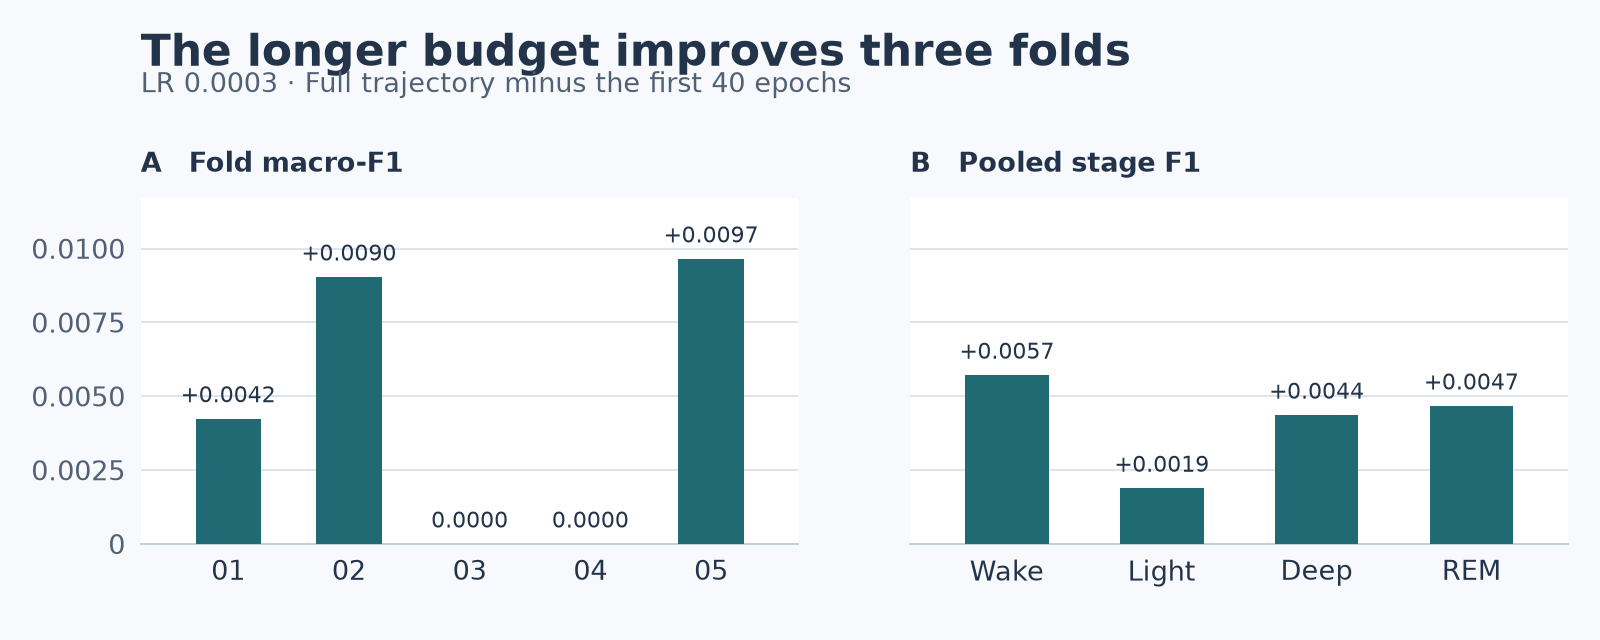 The longer budget improves three folds
LR 0.0003 · Full trajectory minus the first 40 epochs
A Fold macro-F1
0.0100
0.0075
0.0050
0.0025
0
+0.0042
+0.0090
0.0000
0.0000
+0.0097
01
02
03
04
05
B Pooled stage F1
+0.0057
+0.0019
+0.0044
+0.0047
Wake
Light
Deep
REM